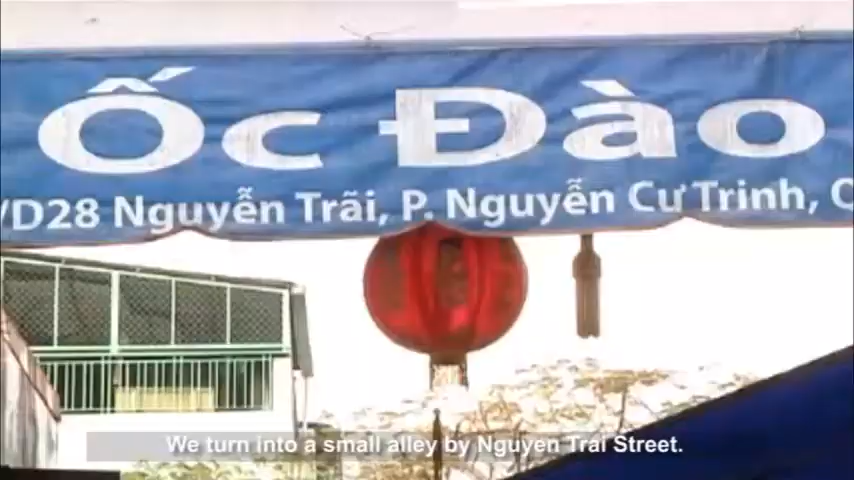 Ốc Đào
/D28 Nguyễn Trãi, P. Nguyễn Cư Trinh, Q
We turn into a small alley by Nguyen Trai Street.